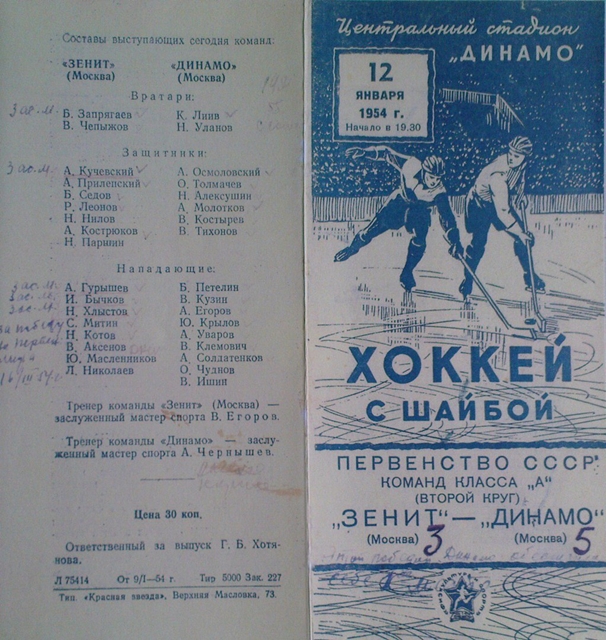 Составы выступающих сегодня команд:
«ЗЕНИТ» «ДИНАМО»
(Москва) (Москва)
Вратари:
Б. Запрягаев К. Лиив
В. Чепыжов Н. Уланов
Защитники:
А. Кучевский А. Осмоловский
А. Прилепский О. Толмачев
Б. Седов Н. Алексушин
Р. Леонов А. Молотков
Н. Нилов В. Костырев
А. Кострюков В. Тихонов
Н. Паршин
Нападающие:
А. Гурышев Б. Петелин
И. Бычков В. Кузин
Н. Хлыстов А. Егоров
С. Митин Ю. Крылов
Н. Котов А. Уваров
В. Аксенов В. Клемович
Ю. Масленников А. Солдатенков
Л. Николаев О. Чуднов
В. Ишин
Тренер команды «Зенит» (Москва) —
заслуженный мастер спорта В. Егоров.
Тренер команды «Динамо» — заслу-
женный мастер спорта А. Чернышев.
Цена 30 коп.
Ответственный за выпуск Г. Б. Хотя-
нова.
Л 75414 От 9/I—54 г. Тир 5000 Зак. 227
Тип. «Красная звезда», Верхняя Масловка, 73.
Центральный стадион
„ДИНАМО“
12
ЯНВАРЯ
1954 г.
Начало в 19.30
ХОККЕЙ
С ШАЙБОЙ
ПЕРВЕНСТВО СССР
КОМАНД КЛАССА „А“
(ВТОРОЙ КРУГ)
„ЗЕНИТ“ — „ДИНАМО“
(Москва) 3 (Москва) 5